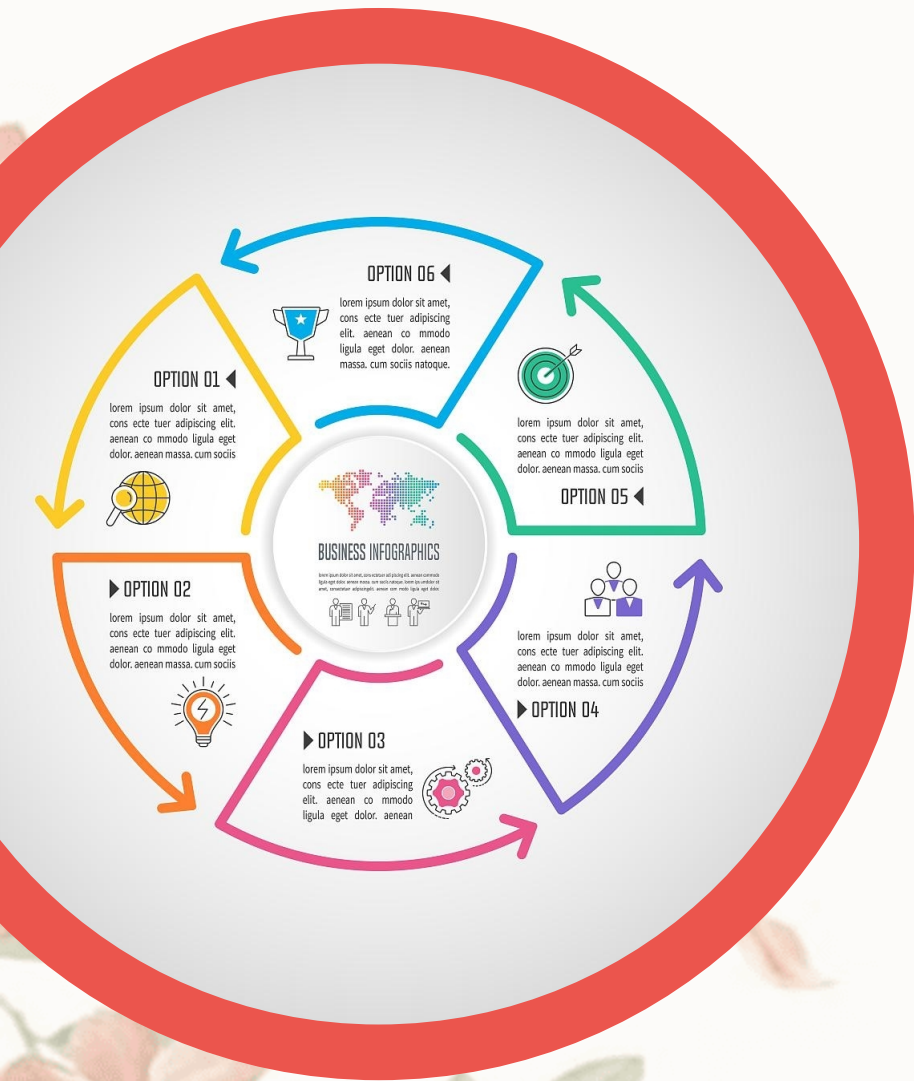 OPTION 06
lorem ipsum dolor sit amet,
cons ecte tuer adipiscing
elit. aenean co mmodo
ligula eget dolor. aenean
massa. cum sociis natoque.
OPTION 01
lorem ipsum dolor sit amet,
cons ecte tuer adipiscing elit.
aenean co mmodo ligula eget
dolor. aenean massa. cum sociis
OPTION 02
lorem ipsum dolor sit amet,
cons ecte tuer adipiscing elit.
aenean co mmodo ligula eget
dolor. aenean massa. cum sociis
OPTION 03
lorem ipsum dolor sit amet,
cons ecte tuer adipiscing
elit. aenean co mmodo
ligula eget dolor. aenean
lorem ipsum dolor sit amet,
cons ecte tuer adipiscing elit.
aenean co mmodo ligula eget
dolor. aenean massa. cum sociis
OPTION 04
lorem ipsum dolor sit amet,
cons ecte tuer adipiscing elit.
aenean co mmodo ligula eget
dolor. aenean massa. cum sociis
OPTION 05
BUSINESS INFOGRAPHICS